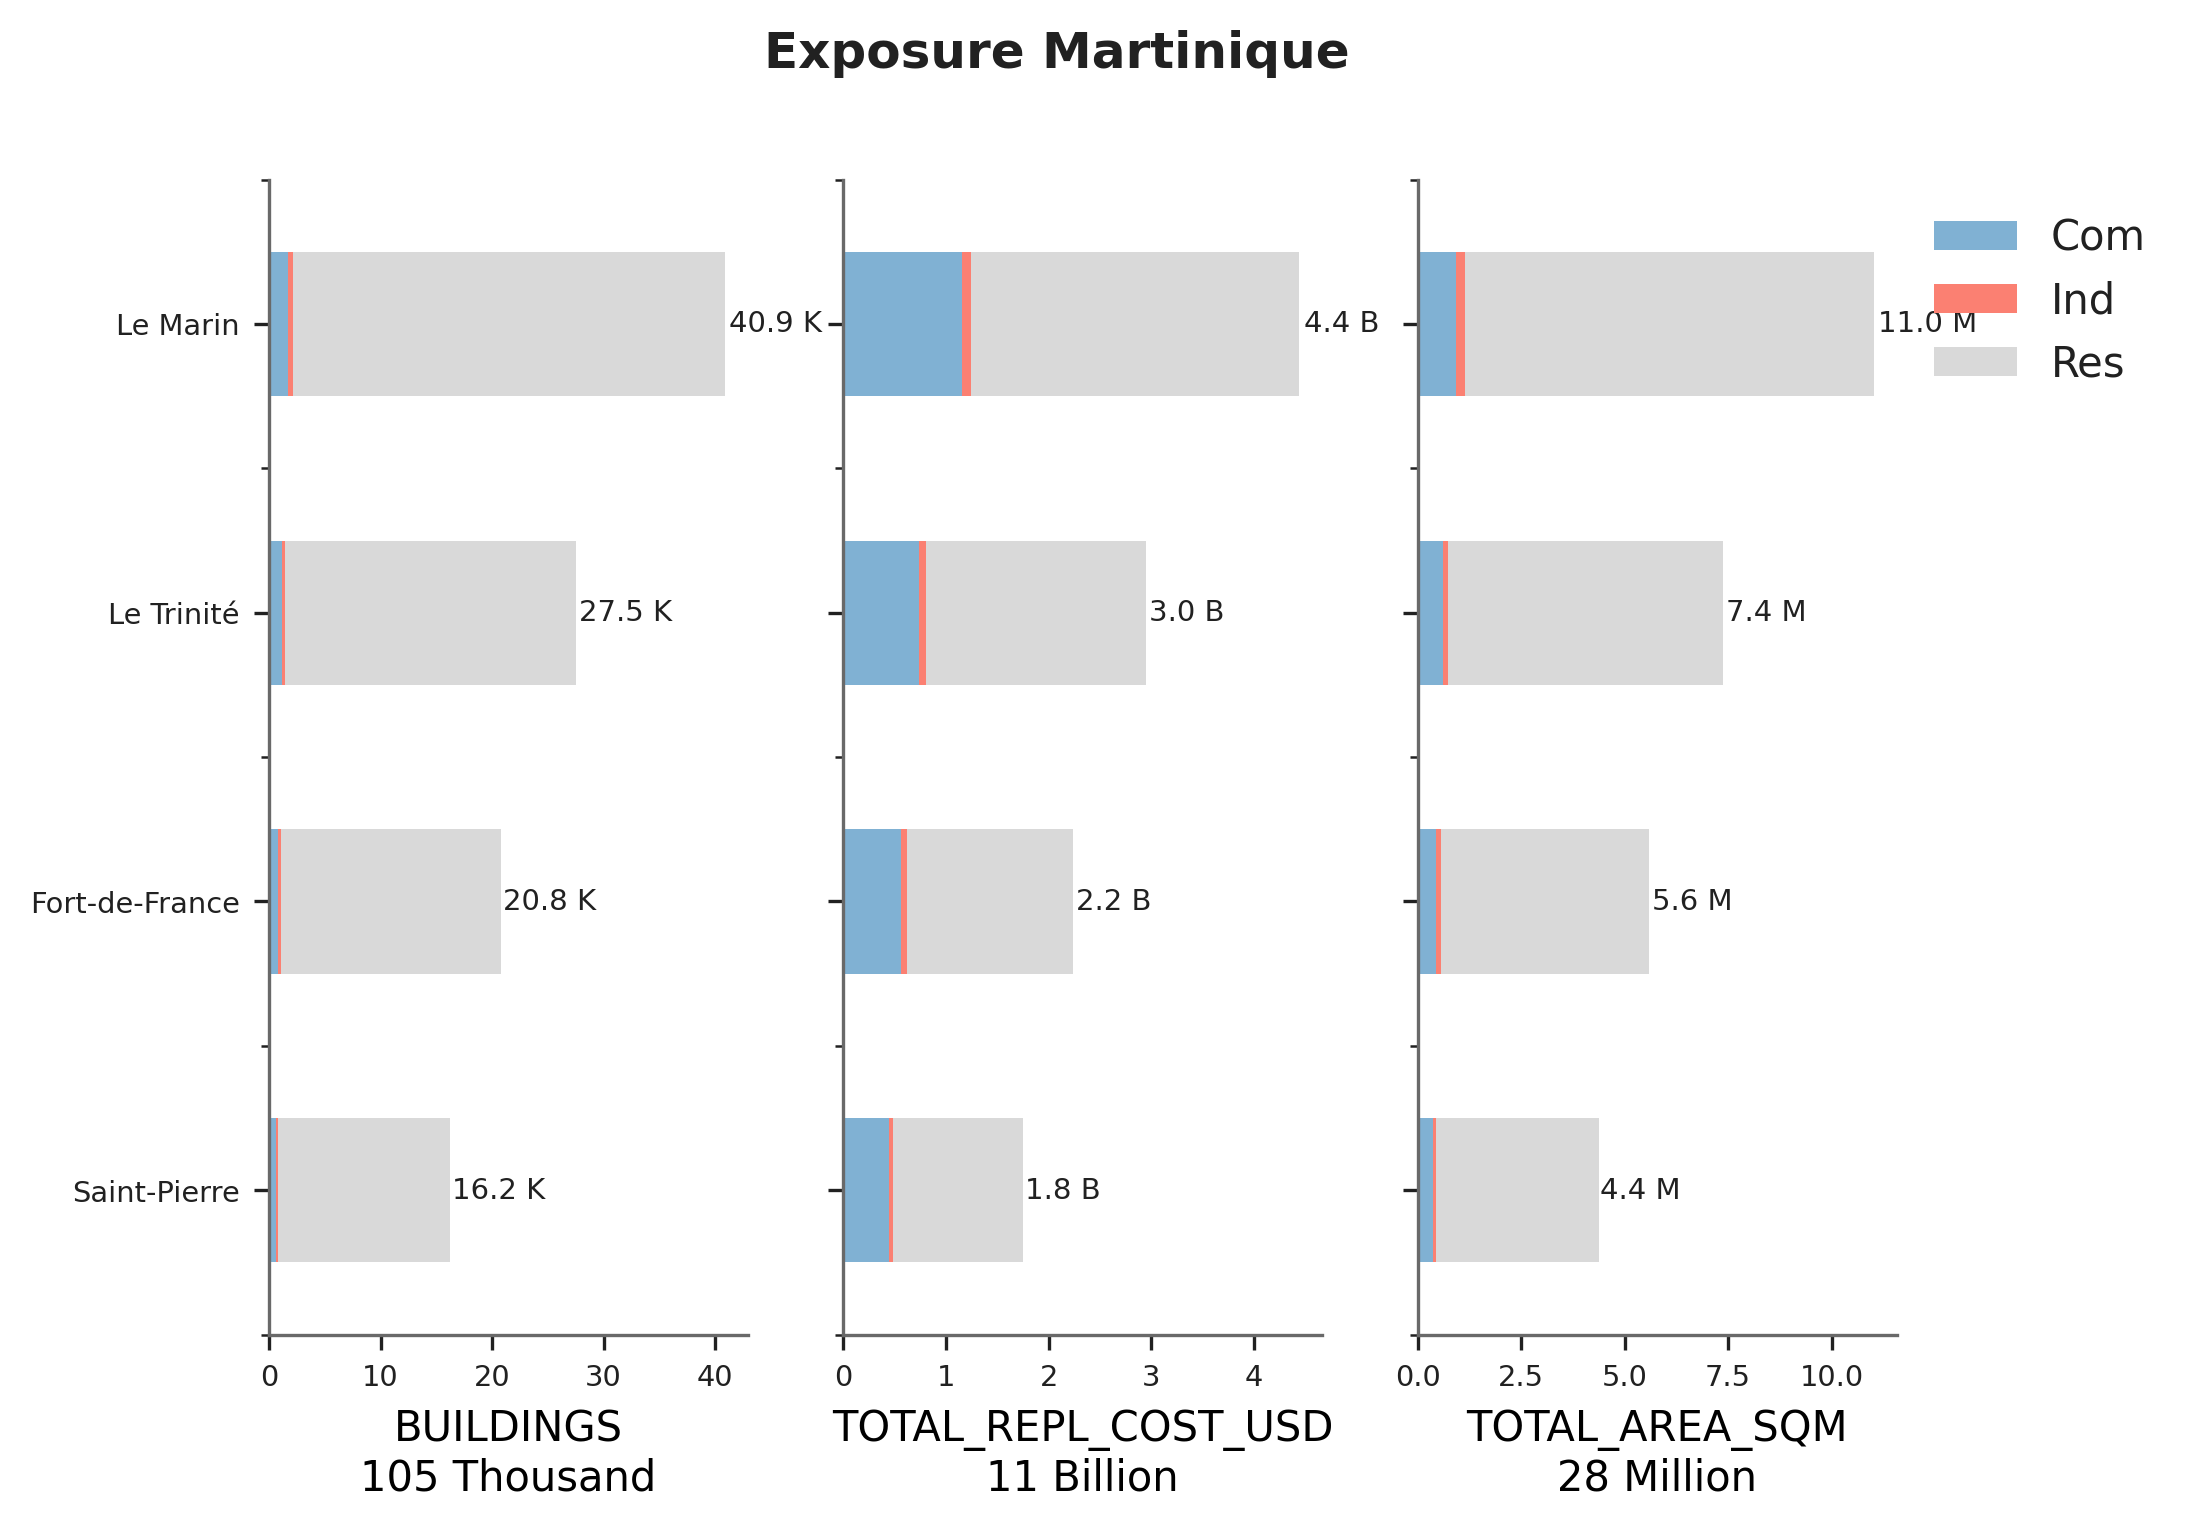 Exposure Martinique
Com
Ind
Res
Le Marin
40.9 K
4.4 B
11.0 M
Le Trinité
27.5 K
3.0 B
7.4 M
Fort-de-France
20.8 K
2.2 B
5.6 M
Saint-Pierre
16.2 K
1.8 B
4.4 M
0 10 20 30 40
0 1 2 3 4
0.0 2.5 5.0 7.5 10.0
BUILDINGS
105 Thousand
TOTAL_REPL_COST_USD
11 Billion
TOTAL_AREA_SQM
28 Million